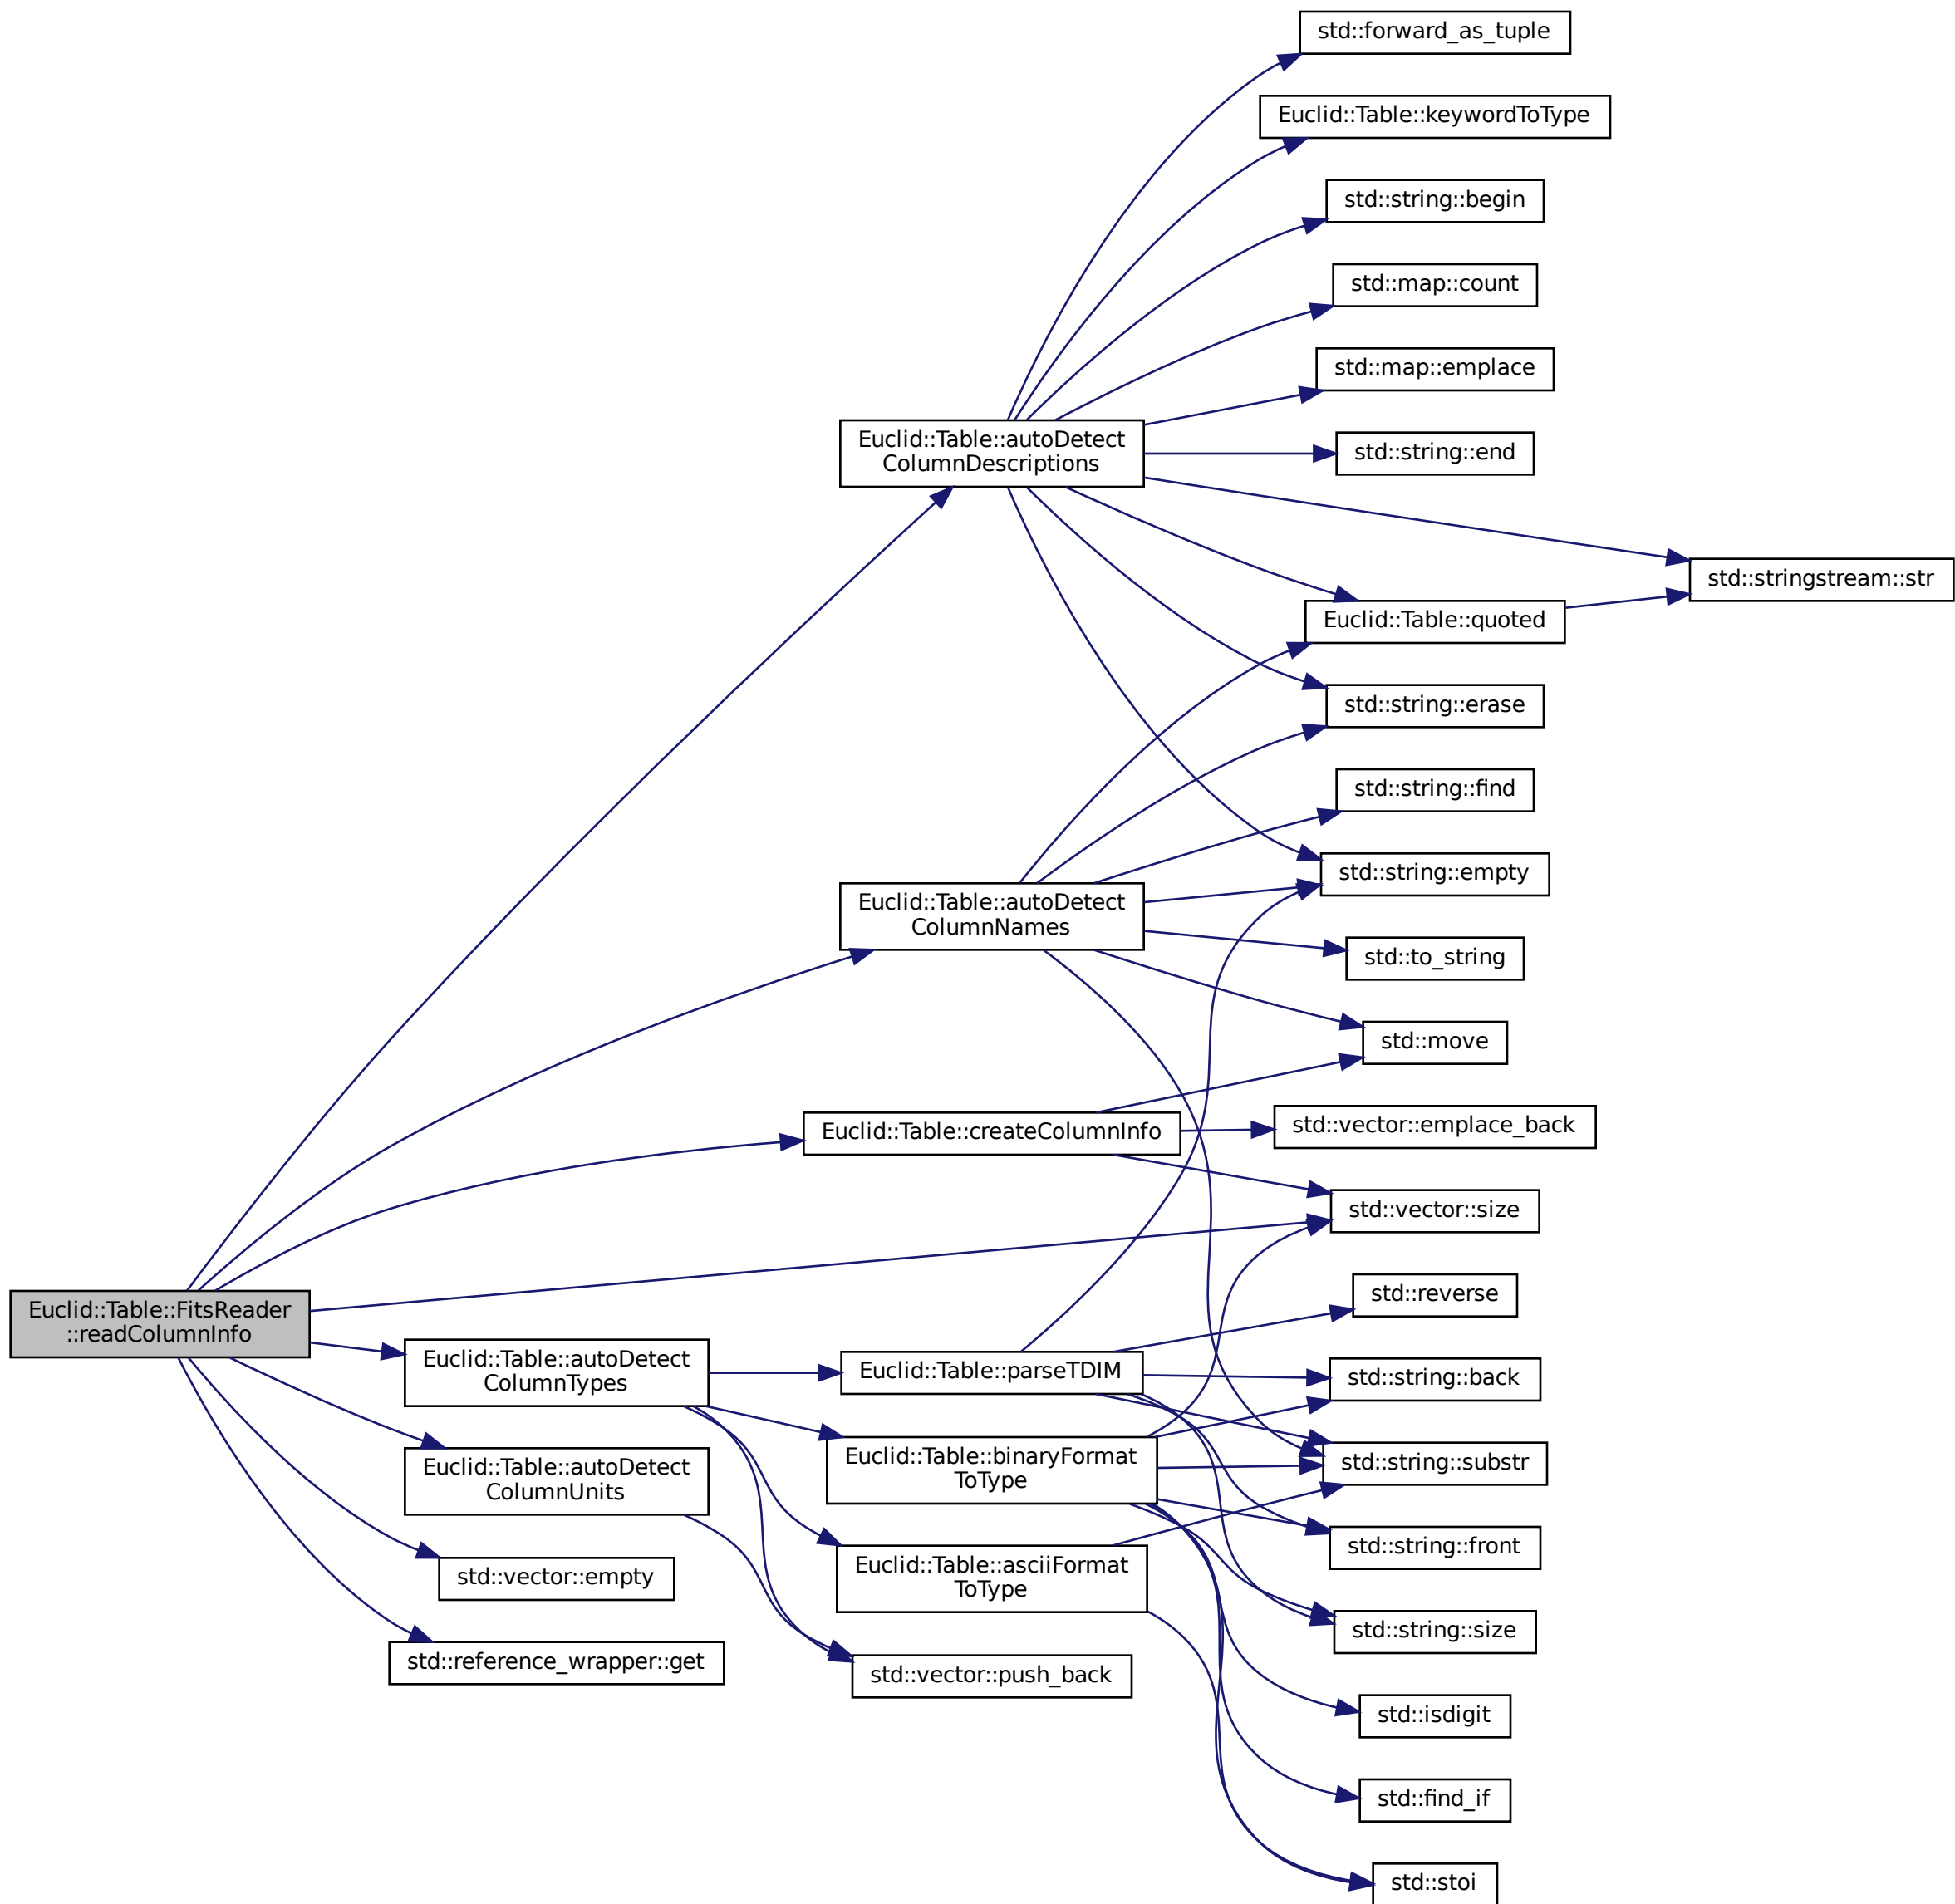 std::forward_as_tuple
Euclid::Table::keywordToType
std::string::begin
std::map::count
std::map::emplace
Euclid::Table::autoDetect
ColumnDescriptions
std::string::end
std::stringstream::str
Euclid::Table::quoted
std::string::erase
std::string::find
std::string::empty
Euclid::Table::autoDetect
ColumnNames
std::to_string
std::move
Euclid::Table::createColumnInfo
std::vector::emplace_back
std::vector::size
Euclid::Table::FitsReader
::readColumnInfo
std::reverse
Euclid::Table::autoDetect
ColumnTypes
Euclid::Table::parseTDIM
std::string::back
Euclid::Table::autoDetect
ColumnUnits
Euclid::Table::binaryFormat
ToType
std::string::substr
std::vector::empty
Euclid::Table::asciiFormat
ToType
std::string::front
std::string::size
std::reference_wrapper::get
std::vector::push_back
std::isdigit
std::find_if
std::stoi